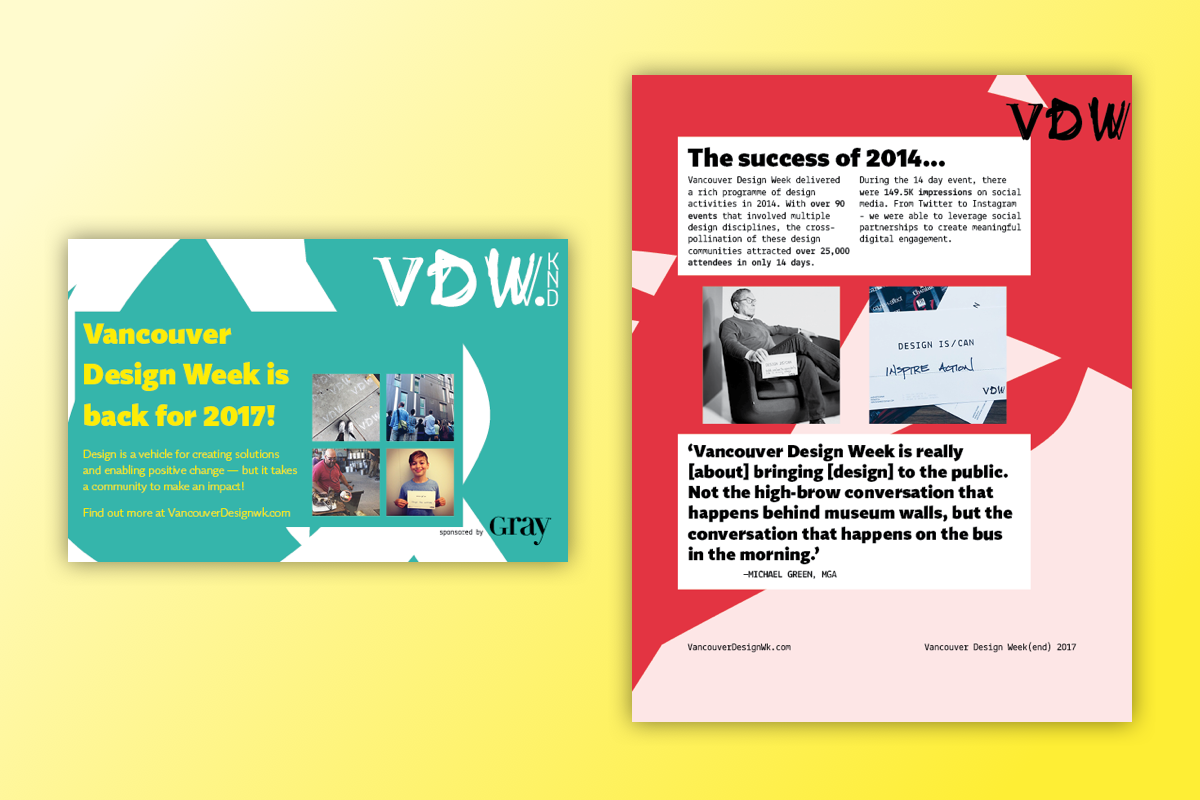 VDW.KND
Vancouver
Design Week is
back for 2017!
Design is a vehicle for creating solutions
and enabling positive change — but it takes
a community to make an impact!
Find out more at VancouverDesignwk.com
sponsored by Gray
VDW
The success of 2014...
Vancouver Design Week delivered
a rich programme of design
activities in 2014. With over 90
events that involved multiple
design disciplines, the cross-
pollination of these design
communities attracted over 25,000
attendees in only 14 days.
During the 14 day event, there
were 149.5K impressions on social
media. From Twitter to Instagram
- we were able to leverage social
partnerships to create meaningful
digital engagement.
DESIGN IS/CAN
INSPIRE ACTION
VDW
‘Vancouver Design Week is really
[about] bringing [design] to the public.
Not the high-brow conversation that
happens behind museum walls, but the
conversation that happens on the bus
in the morning.’
—MICHAEL GREEN, MGA
VancouverDesignWk.com
Vancouver Design Week(end) 2017